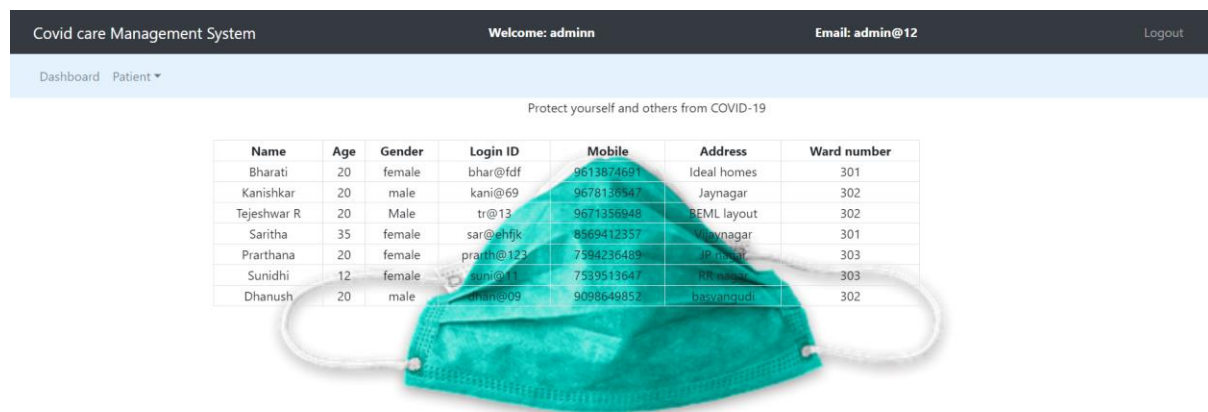 Covid care Management System Welcome: adminn Email: admin@12 Logout
Dashboard Patient
Protect yourself and others from COVID-19
Name Age Gender Login ID Mobile Address Ward number
Bharati 20 female bhar@fdf 9613874691 Ideal homes 301
Kanishkar 20 male kani@69 9678136547 Jaynagar 302
Tejeshwar R 20 Male tr@13 9671356948 BEML layout 302
Saritha 35 female sar@ehfjk 8569412357 Vijaynagar 301
Prarthana 20 female prarth@123 7594236489 JP nagar 303
Sunidhi 12 female suni@11 7539513647 RR nagar 303
Dhanush 20 male dhan@09 9098649852 basvangudi 302